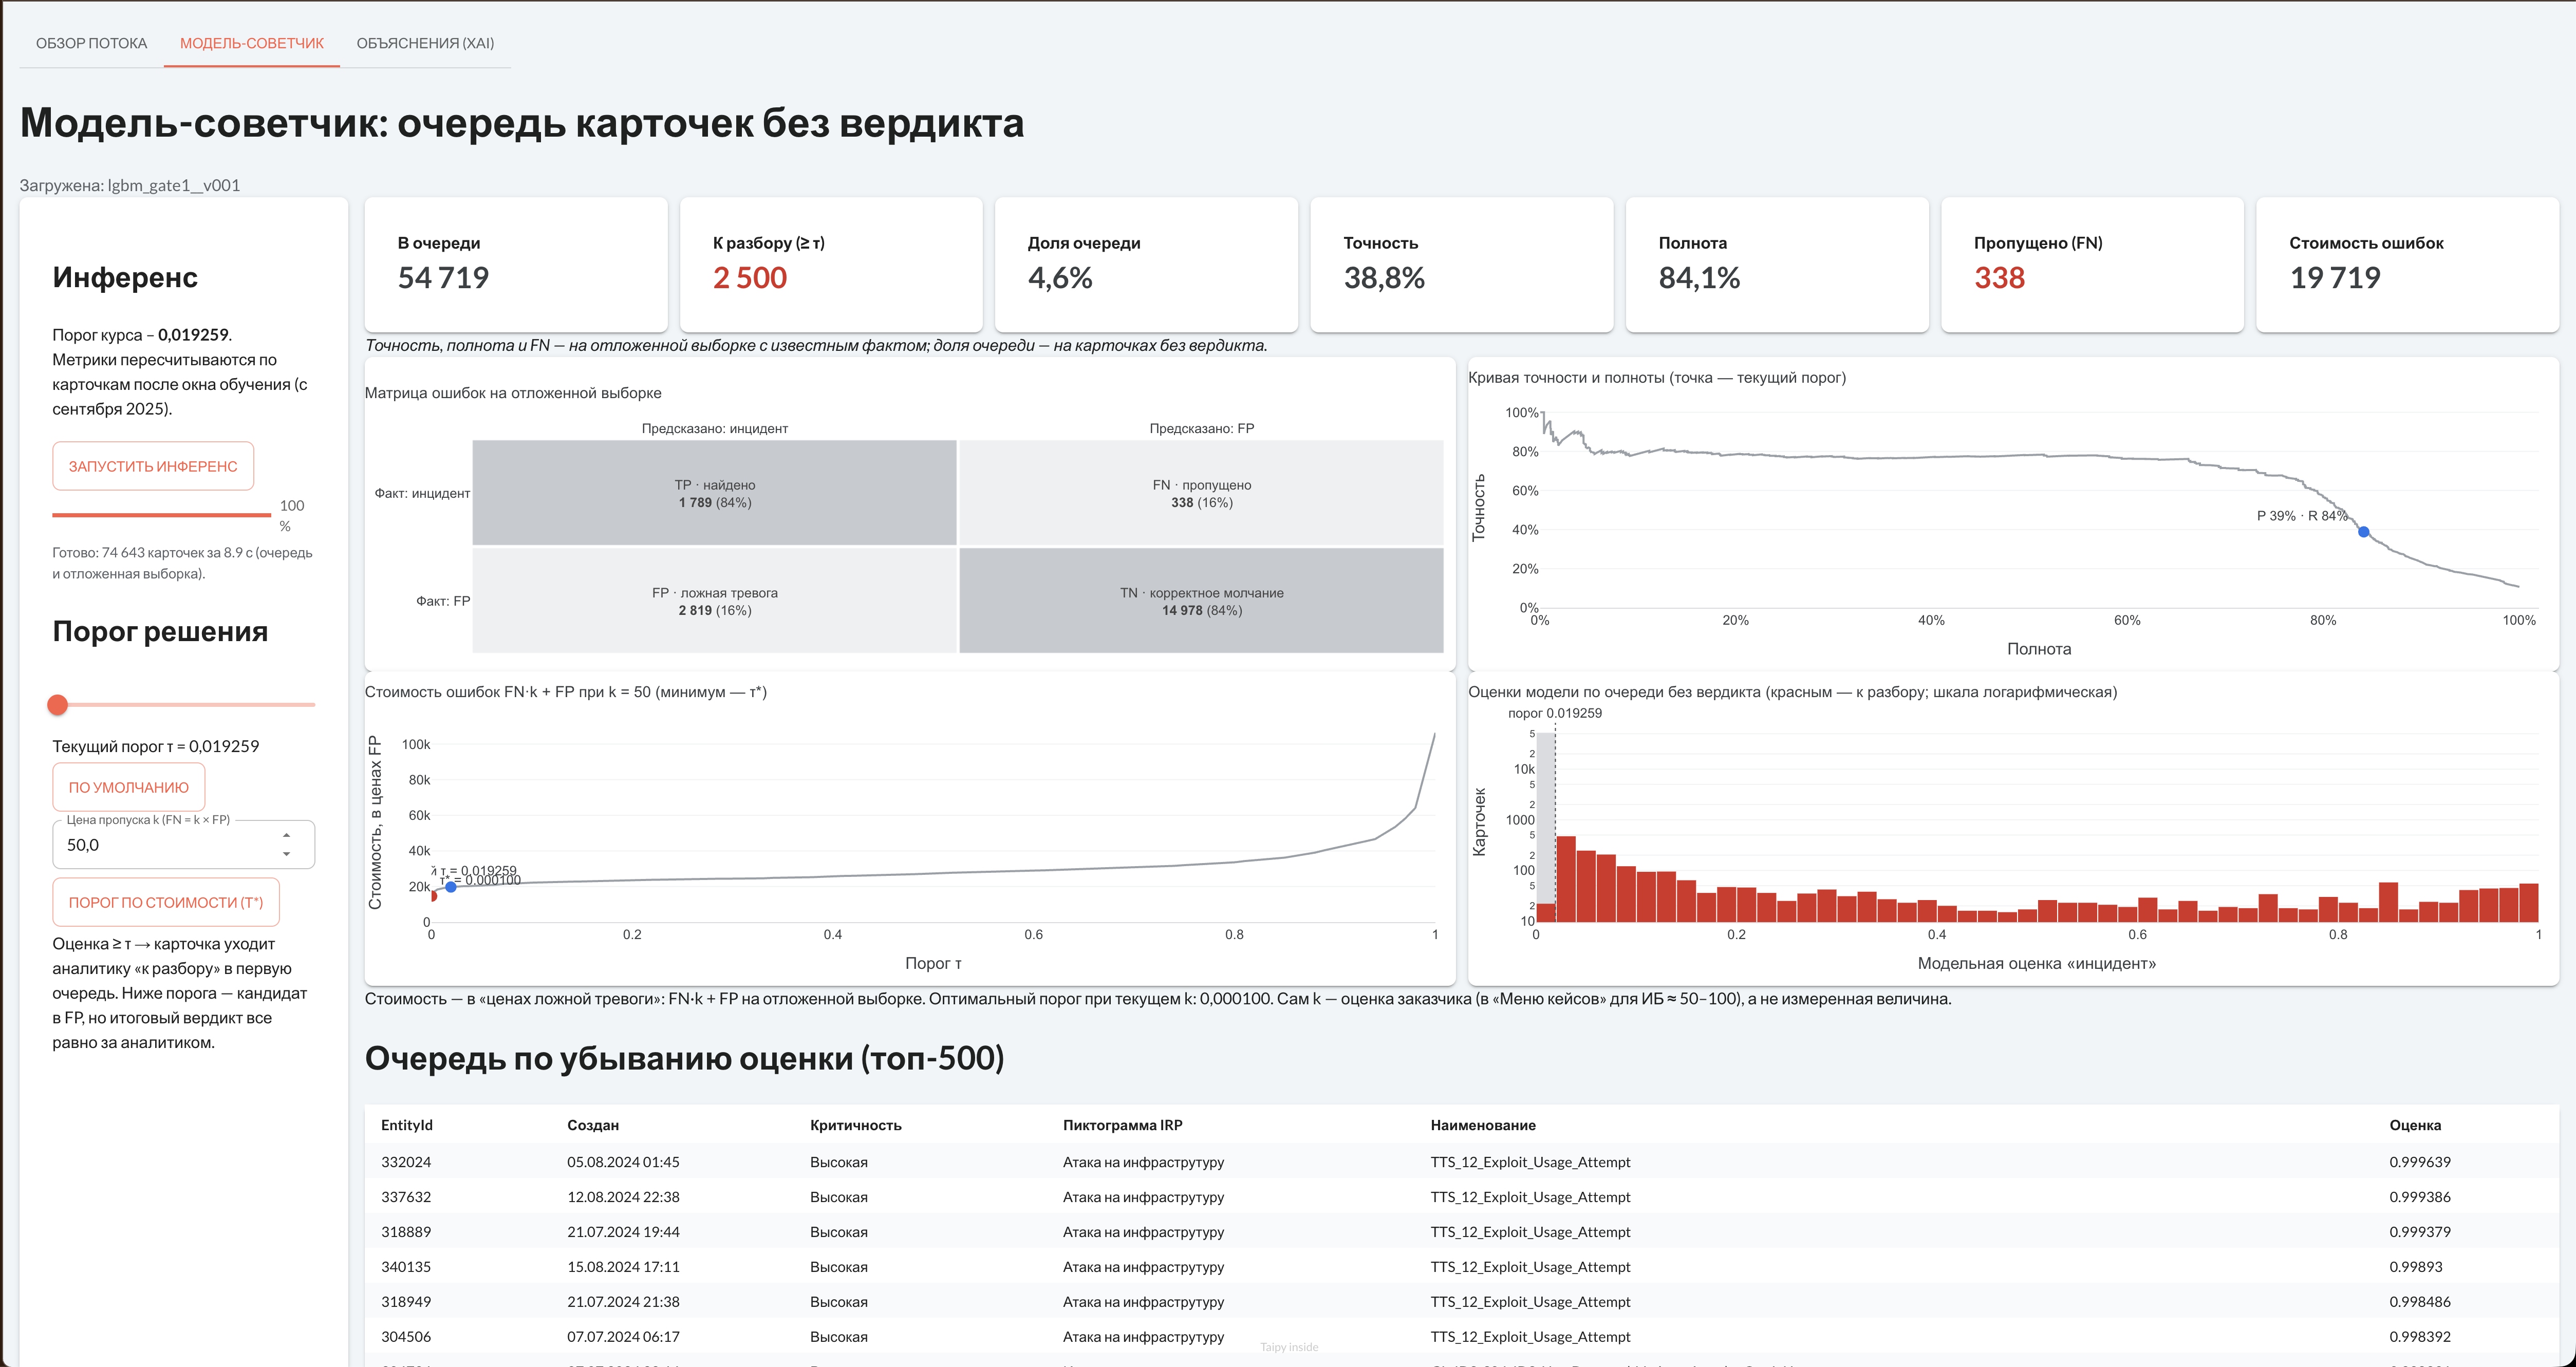 ОБЗОР ПОТОКА
МОДЕЛЬ-СОВЕТЧИК
ОБЪЯСНЕНИЯ (XAI)
Модель-советчик: очередь карточек без вердикта
Загружена: lgbm_gate1__v001
Инференс
Порог курса – 0,019259.
Метрики пересчитываются по
карточкам после окна обучения (с
сентября 2025).
ЗАПУСТИТЬ ИНФЕРЕНС
100
%
Готово: 74 643 карточек за 8.9 с (очередь
и отложенная выборка).
Порог решения
Текущий порог τ = 0,019259
ПО УМОЛЧАНИЮ
Цена пропуска k (FN = k × FP)
50,0
ПОРОГ ПО СТОИМОСТИ (Τ*)
Оценка ≥ τ → карточка уходит
аналитику «к разбору» в первую
очередь. Ниже порога — кандидат
в FP, но итоговый вердикт все
равно за аналитиком.
В очереди
54 719
К разбору (≥ τ)
2 500
Доля очереди
4,6%
Точность
38,8%
Полнота
84,1%
Пропущено (FN)
338
Стоимость ошибок
19 719
Точность, полнота и FN — на отложенной выборке с известным фактом; доля очереди — на карточках без вердикта.
Матрица ошибок на отложенной выборке
Предсказано: инцидент
Предсказано: FP
Факт: инцидент
TP · найдено
1 789 (84%)
FN · пропущено
338 (16%)
Факт: FP
FP · ложная тревога
2 819 (16%)
TN · корректное молчание
14 978 (84%)
Кривая точности и полноты (точка — текущий порог)
Точность
100%
80%
60%
40%
20%
0%
P 39% · R 84%
0%
20%
40%
60%
80%
100%
Полнота
Стоимость ошибок FN·k + FP при k = 50 (минимум — τ*)
Стоимость, в ценах FP
100k
80k
60k
40k
20k
0
й τ = 0.019259
τ* = 0.000100
0
0.2
0.4
0.6
0.8
1
Порог τ
Оценки модели по очереди без вердикта (красным — к разбору; шкала логарифмическая)
порог 0.019259
Карточек
5
2
10k
5
2
1000
5
2
100
5
2
10
0
0.2
0.4
0.6
0.8
1
Модельная оценка «инцидент»
Стоимость — в «ценах ложной тревоги»: FN·k + FP на отложенной выборке. Оптимальный порог при текущем k: 0,000100. Сам k — оценка заказчика (в «Меню кейсов» для ИБ ≈ 50–100), а не измеренная величина.
Очередь по убыванию оценки (топ-500)
EntityId Создан Критичность Пиктограмма IRP Наименование Оценка
332024 05.08.2024 01:45 Высокая Атака на инфраструтуру TTS_12_Exploit_Usage_Attempt 0.999639
337632 12.08.2024 22:38 Высокая Атака на инфраструтуру TTS_12_Exploit_Usage_Attempt 0.999386
318889 21.07.2024 19:44 Высокая Атака на инфраструтуру TTS_12_Exploit_Usage_Attempt 0.999379
340135 15.08.2024 17:11 Высокая Атака на инфраструтуру TTS_12_Exploit_Usage_Attempt 0.99893
318949 21.07.2024 21:38 Высокая Атака на инфраструтуру TTS_12_Exploit_Usage_Attempt 0.998486
304506 07.07.2024 06:17 Высокая Атака на инфраструтуру TTS_12_Exploit_Usage_Attempt 0.998392
Taipy inside